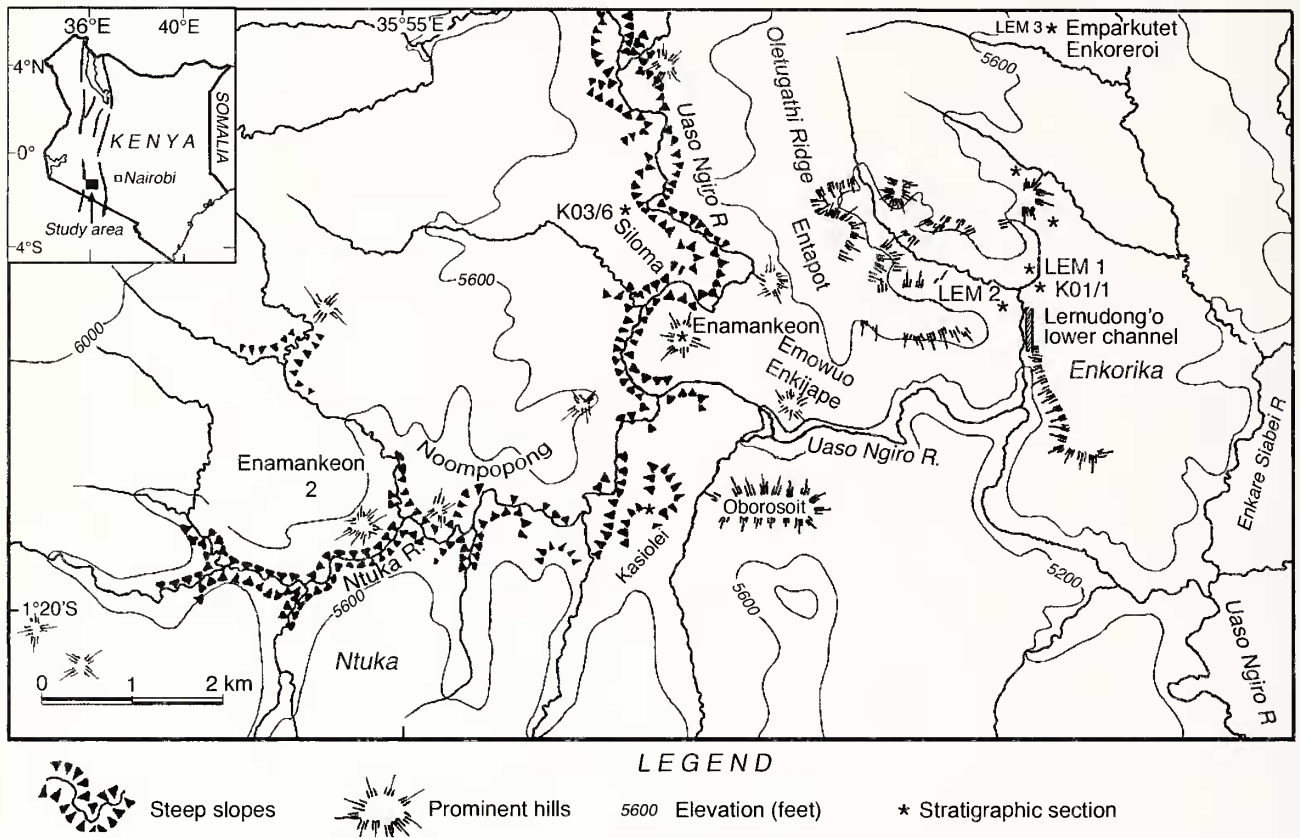 36°E 40°E
4°N
SOMALIA
KENYA
0°
Nairobi
Study area
4°S
35°55'E
LEM 3 * Emparkutet
Enkoreroi
5600
Oletugathi Ridge
Uaso Ngiro R
K03/6 *
Siloma
Entapot
*
*
5600
* LEM 1
* K01/1
LEM 2
*
Lemudong'o
lower channel
6000
Enamankeon
*
Emowuo
Enkijape
Enkorika
Noompopong
Uaso Ngiro R.
Enamankeon
2
Enkare Siabei R
Oborosoit
*
Kasiolei
Ntuka R.
5200
5600
1°20'S
5600
Ntuka
Uaso Ngiro R
0 1 2 km
LEGEND
Steep slopes
Prominent hills
5600 Elevation (feet)
* Stratigraphic section